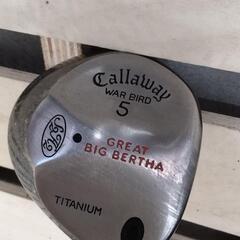 Callaway
WAR BIRD
5
GREAT
BIG BERTHA
TITANIUM